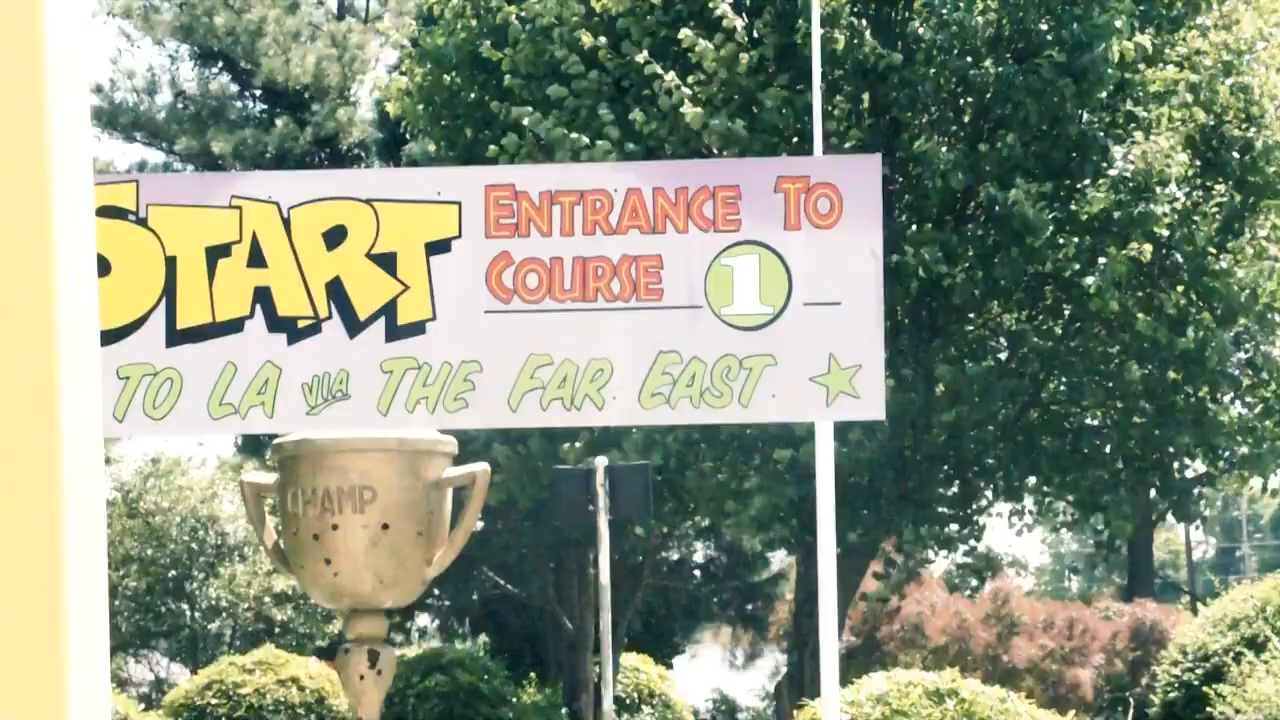 START
ENTRANCE TO
COURSE 1
TO LA VIA THE FAR EAST
CHAMP